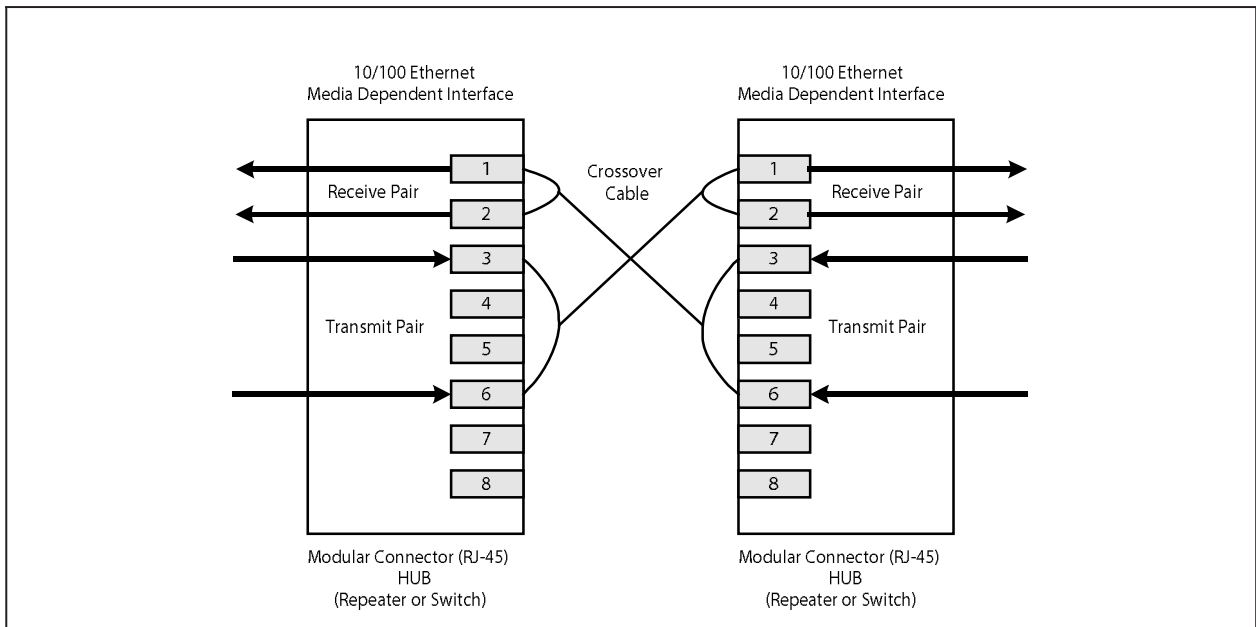 10/100 Ethernet
Media Dependent Interface
10/100 Ethernet
Media Dependent Interface
1
Receive Pair
2
3
4
Transmit Pair
5
6
7
8
Crossover
Cable
1
Receive Pair
2
3
4
Transmit Pair
5
6
7
8
Modular Connector (RJ-45)
HUB
(Repeater or Switch)
Modular Connector (RJ-45)
HUB
(Repeater or Switch)